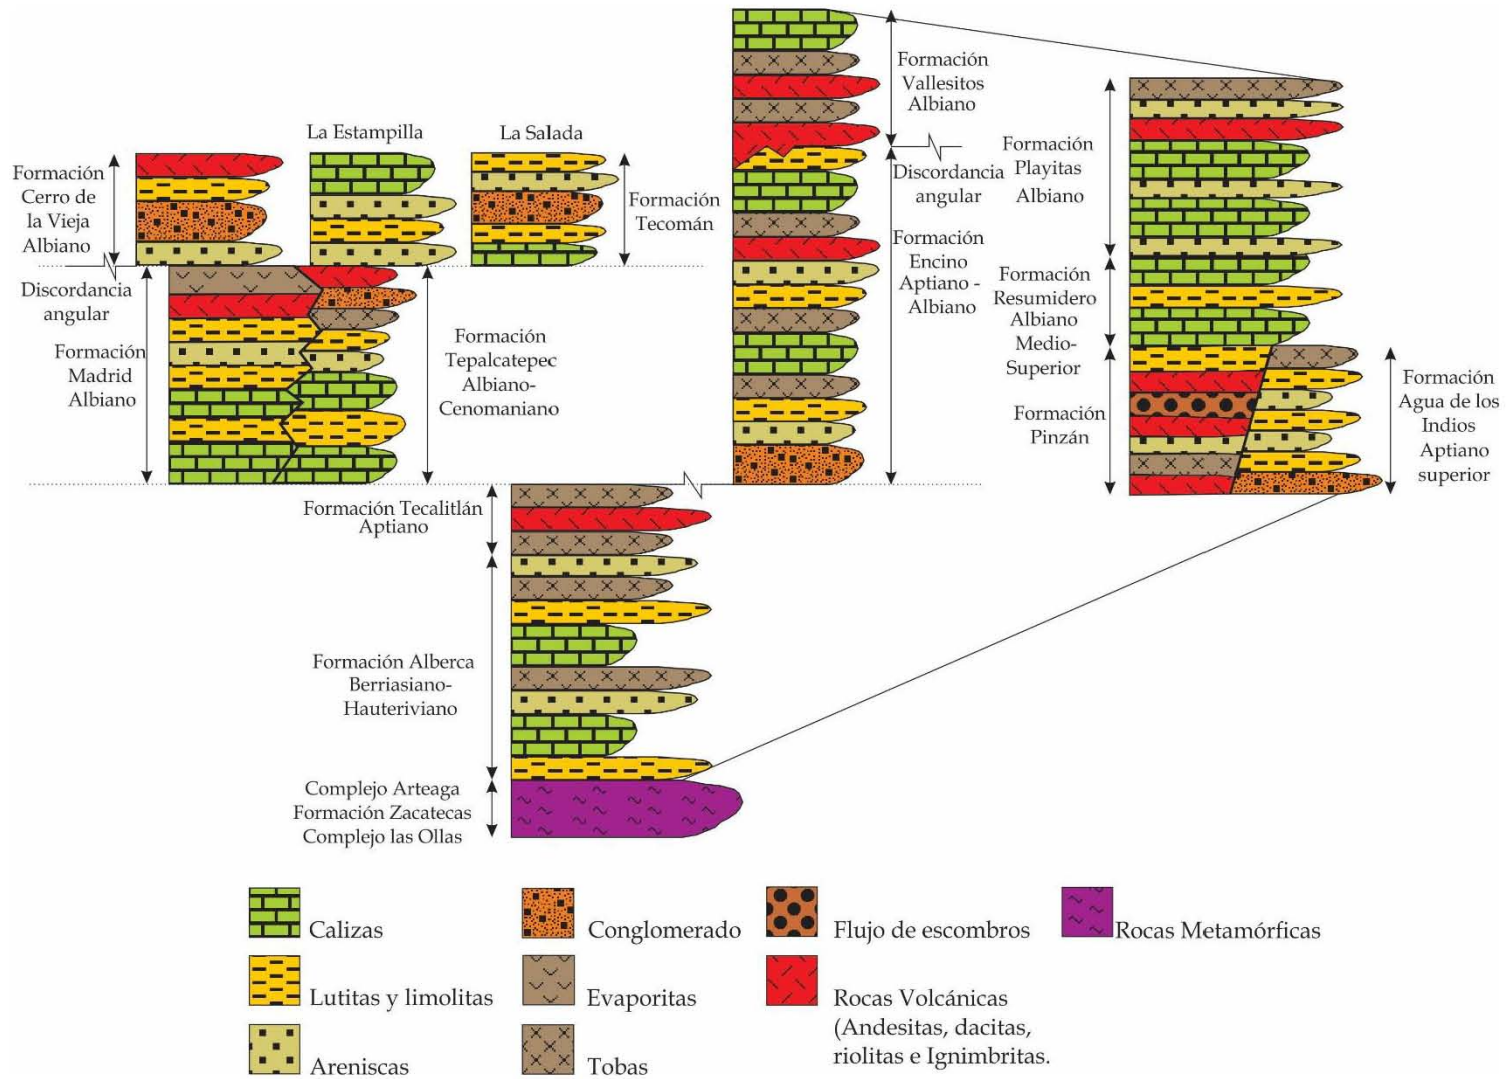 La Estampilla
La Salada
Formación
Cerro de
la Vieja
Albiano
Formación
Tecomán
Discordancia
angular
Formación
Madrid
Albiano
Formación
Tepalcatepec
Albiano-
Cenomaniano
Formación
Vallesitos
Albiano
Discordancia
angular
Formación
Encino
Aptiano -
Albiano
Formación
Playitas
Albiano
Formación
Resumidero
Albiano
Medio-
Superior
Formación
Pinzán
Formación
Agua de los
Indios
Aptiano
superior
Formación Tecalitlán
Aptiano
Formación Alberca
Berriasiano-
Hauteriviano
Complejo Arteaga
Formación Zacatecas
Complejo las Ollas
Calizas
Conglomerado
Flujo de escombros
Rocas Metamórficas
Lutitas y limolitas
Evaporitas
Rocas Volcánicas
(Andesitas, dacitas,
riolitas e Ignimbritas.
Areniscas
Tobas